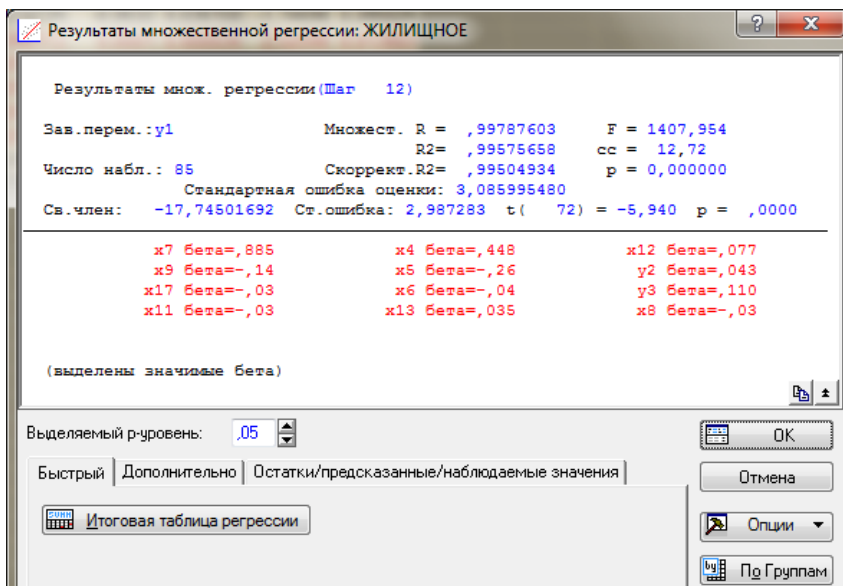 Результаты множественной регрессии: ЖИЛИЩНОЕ
Результаты множ. регрессии(Шаг 12)
Зав.перем.:y1 Множест. R = ,99787603 F = 1407,954
R2= ,99575658 сс = 12,72
Число набл.: 85 Скоррект.R2= ,99504934 p = 0,000000
Стандартная ошибка оценки: 3,085995480
Св.член: -17,74501692 Ст.ошибка: 2,987283 t( 72) = -5,940 p = ,0000
x7 бета=,885 x4 бета=,448 x12 бета=,077
x9 бета=-,14 x5 бета=-,26 y2 бета=,043
x17 бета=-,03 x6 бета=-,04 y3 бета=,110
x11 бета=-,03 x13 бета=,035 x8 бета=-,03
(выделены значимые бета)
Выделяемый р-уровень: ,05
OK
Быстрый Дополнительно Остатки/предсказанные/наблюдаемые значения
Отмена
Итоговая таблица регрессии
Опции
По Группам